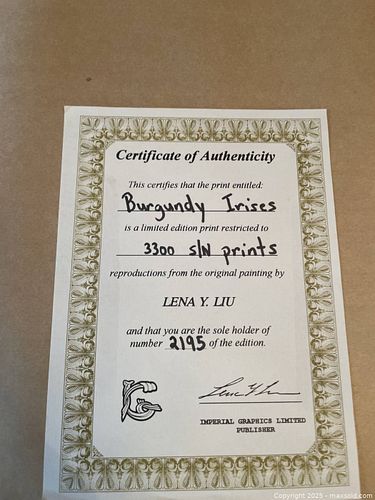 Certificate of Authenticity
This certifies that the print entitled:
Burgundy Irises
is a limited edition print restricted to
3300 s/N prints
reproductions from the original painting by
LENA Y. LIU
and that you are the sole holder of
number 2195 of the edition.
Lena Y Liu
IMPERIAL GRAPHICS LIMITED
PUBLISHER
Copyright 2025 - maxsold.com